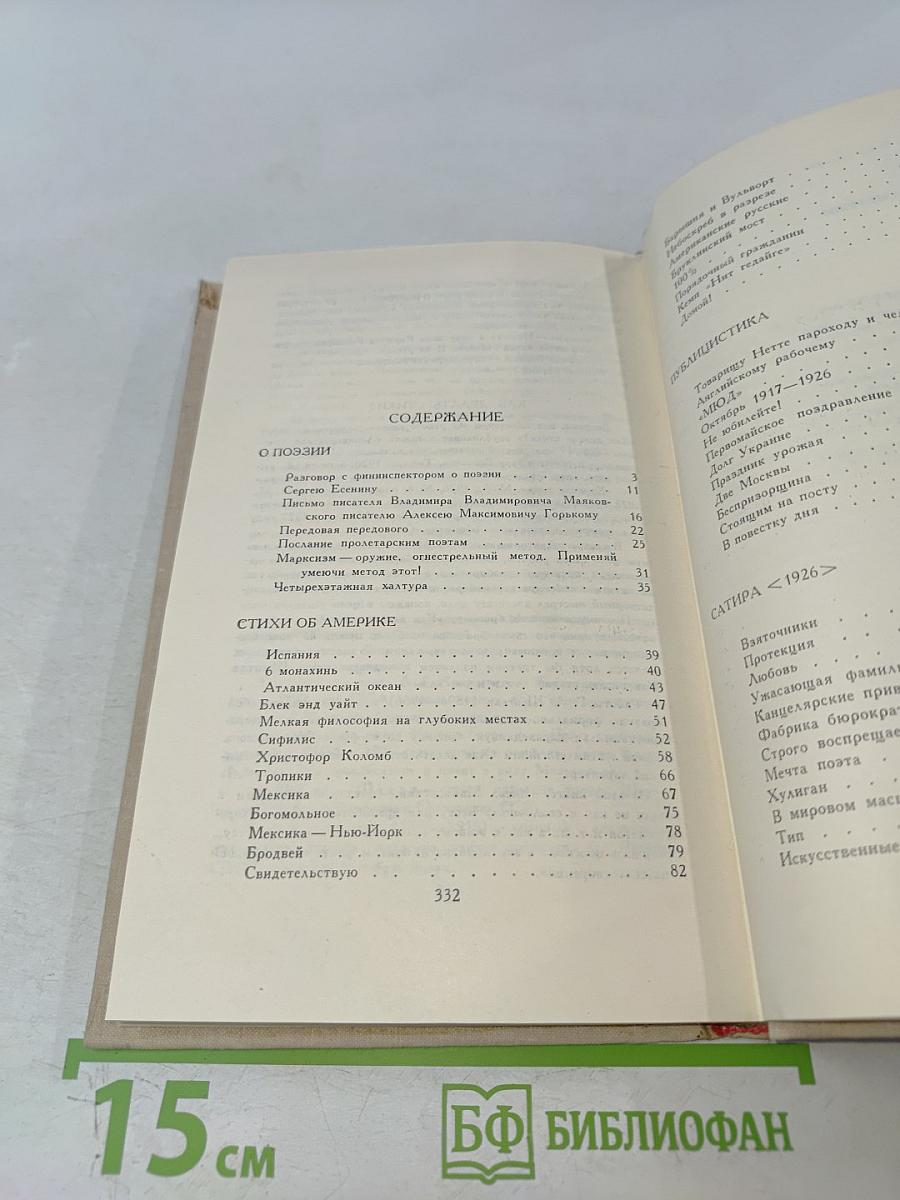 СОДЕРЖАНИЕ
О ПОЭЗИИ
Разговор с фининспектором о поэзии . . . . . . . 3
Сергею Есенину . . . . . . . . . . . . 11
Письмо писателя Владимира Владимировича Маяков-
ского писателю Алексею Максимовичу Горькому 16
Передовая передового . . . . . . . . . . . 22
Послание пролетарским поэтам . . . . . . . . 25
Марксизм — оружие, огнестрельный метод. Применяй
умеючи метод этот! . . . . . . . . . . . 31
Четырехэтажная халтура . . . . . . . . . . 35
СТИХИ ОБ АМЕРИКЕ
Испания . . . . . . . . . . . . . . 39
6 монахинь . . . . . . . . . . . . . 40
Атлантический океан . . . . . . . . . . . 43
Блек энд уайт . . . . . . . . . . . . . 47
Мелкая философия на глубоких местах . . . . . . 51
Сифилис . . . . . . . . . . . . . . 52
Христофор Коломб . . . . . . . . . . . 58
Тропики . . . . . . . . . . . . . . 66
Мексика . . . . . . . . . . . . . . 67
Богомольное . . . . . . . . . . . . . 75
Мексика — Нью-Йорк . . . . . . . . . . 78
Бродвей . . . . . . . . . . . . . . 79
Свидетельствую . . . . . . . . . . . . 82
332
Барышня и Вульворт
Небоскреб в разрезе
Американские русские
Бруклинский мост
100%
Порядочный гражданин
Кемп «Нит гедайге»
Домой!
ПУБЛИЦИСТИКА
Товарищу Нетте пароходу и
Английскому рабочему
«МЮД»
Октябрь 1917—1926
Не юбилейте!
Первомайское поздравление
Долг Украине
Праздник урожая
Две Москвы
Беспризорщина
Стоящим на посту
В повестку дня
САТИРА <1926>
Взяточники
Протекция
Любовь
Ужасающая
Канцелярские
Фабрика
Строго
Мечта поэта
Хулиган
В мировом
Тип
Искусственные
15 см
БФ БИБЛИОФАН